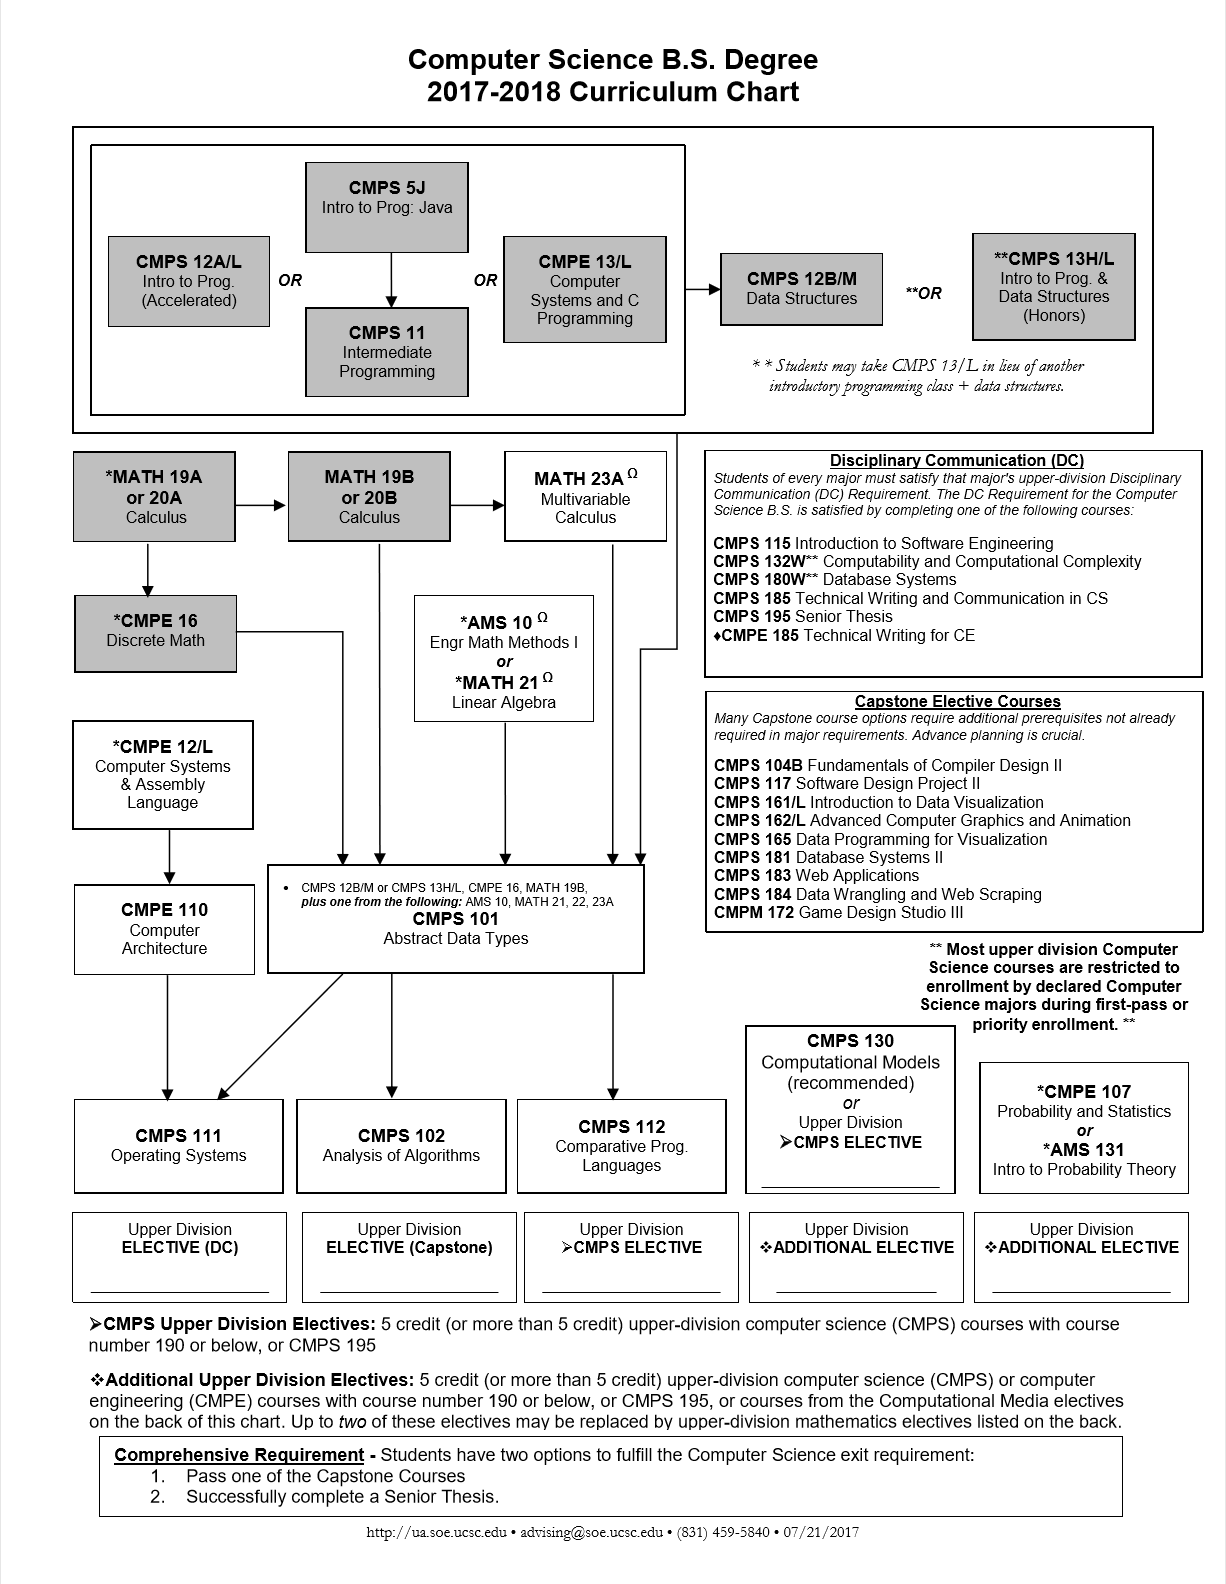 Computer Science B.S. Degree
2017-2018 Curriculum Chart
CMPS 5J
Intro to Prog: Java
CMPS 12A/L
Intro to Prog.
(Accelerated)
OR
CMPS 11
Intermediate
Programming
OR
CMPE 13/L
Computer
Systems and C
Programming
CMPS 12B/M
Data Structures
**OR
**CMPS 13H/L
Intro to Prog. &
Data Structures
(Honors)
* * Students may take CMPS 13/L in lieu of another
introductory programming class + data structures.
*MATH 19A
or 20A
Calculus
MATH 19B
or 20B
Calculus
MATH 23A Ω
Multivariable
Calculus
*CMPE 16
Discrete Math
*AMS 10 Ω
Engr Math Methods I
or
*MATH 21 Ω
Linear Algebra
Disciplinary Communication (DC)
Students of every major must satisfy that major's upper-division Disciplinary
Communication (DC) Requirement. The DC Requirement for the Computer
Science B.S. is satisfied by completing one of the following courses:
CMPS 115 Introduction to Software Engineering
CMPS 132W** Computability and Computational Complexity
CMPS 180W** Database Systems
CMPS 185 Technical Writing and Communication in CS
CMPS 195 Senior Thesis
♦CMPE 185 Technical Writing for CE
Capstone Elective Courses
Many Capstone course options require additional prerequisites not already
required in major requirements. Advance planning is crucial.
CMPS 104B Fundamentals of Compiler Design II
CMPS 117 Software Design Project II
CMPS 161/L Introduction to Data Visualization
CMPS 162/L Advanced Computer Graphics and Animation
CMPS 165 Data Programming for Visualization
CMPS 181 Database Systems II
CMPS 183 Web Applications
CMPS 184 Data Wrangling and Web Scraping
CMPM 172 Game Design Studio III
*CMPE 12/L
Computer Systems
& Assembly
Language
CMPE 110
Computer
Architecture
• CMPS 12B/M or CMPS 13H/L, CMPE 16, MATH 19B,
plus one from the following: AMS 10, MATH 21, 22, 23A
CMPS 101
Abstract Data Types
** Most upper division Computer
Science courses are restricted to
enrollment by declared Computer
Science majors during first-pass or
priority enrollment. **
CMPS 111
Operating Systems
CMPS 102
Analysis of Algorithms
CMPS 112
Comparative Prog.
Languages
CMPS 130
Computational Models
(recommended)
or
Upper Division
➢CMPS ELECTIVE
*CMPE 107
Probability and Statistics
or
*AMS 131
Intro to Probability Theory
Upper Division
ELECTIVE (DC)
Upper Division
ELECTIVE (Capstone)
Upper Division
➢CMPS ELECTIVE
Upper Division
❖ADDITIONAL ELECTIVE
Upper Division
❖ADDITIONAL ELECTIVE
➢CMPS Upper Division Electives: 5 credit (or more than 5 credit) upper-division computer science (CMPS) courses with course
number 190 or below, or CMPS 195
❖Additional Upper Division Electives: 5 credit (or more than 5 credit) upper-division computer science (CMPS) or computer
engineering (CMPE) courses with course number 190 or below, or CMPS 195, or courses from the Computational Media electives
on the back of this chart. Up to two of these electives may be replaced by upper-division mathematics electives listed on the back.
Comprehensive Requirement - Students have two options to fulfill the Computer Science exit requirement:
1. Pass one of the Capstone Courses
2. Successfully complete a Senior Thesis.
http://ua.soe.ucsc.edu • advising@soe.ucsc.edu • (831) 459-5840 • 07/21/2017